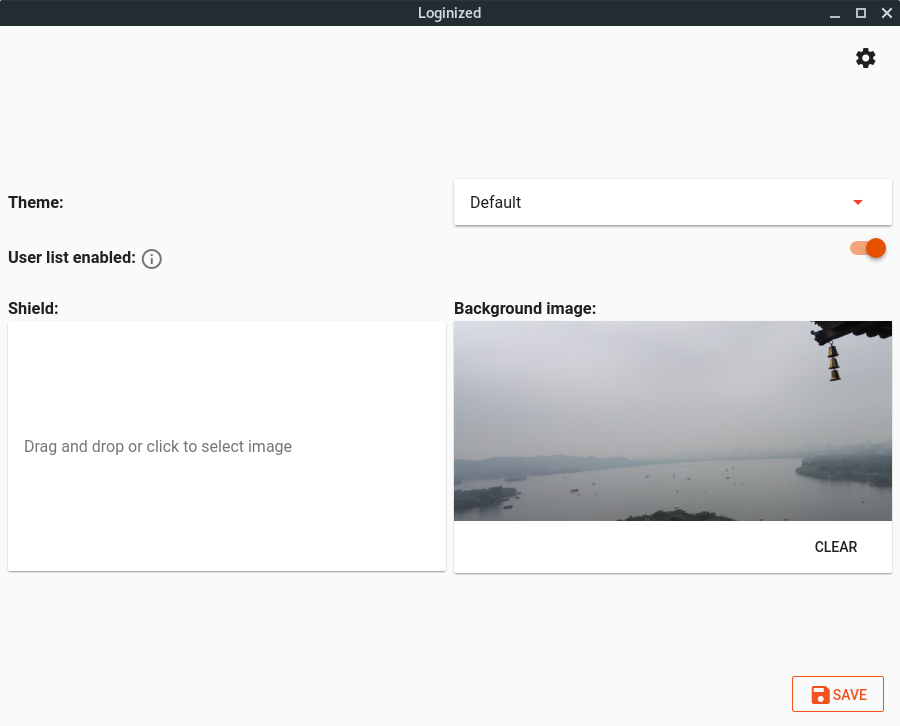 Loginized
Theme:
Default
User list enabled:
Shield:
Background image:
Drag and drop or click to select image
CLEAR
SAVE